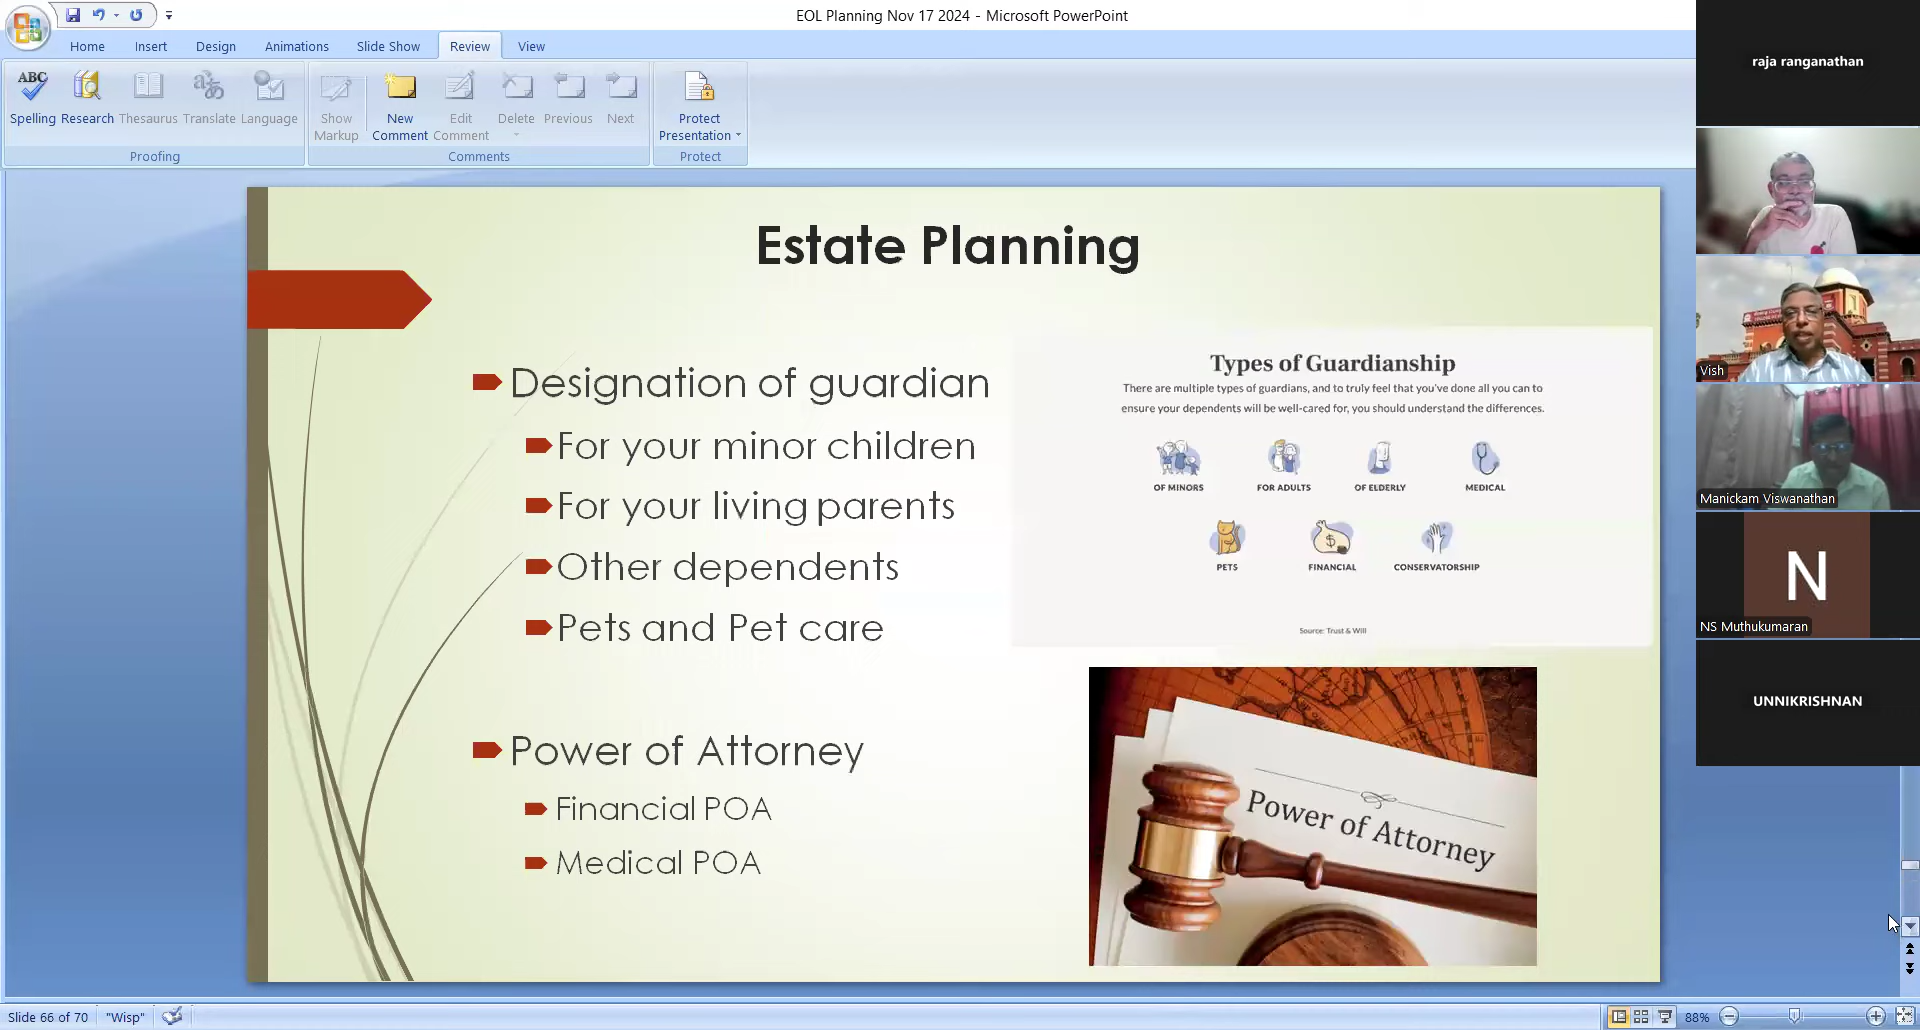 EOL Planning Nov 17 2024 - Microsoft PowerPoint
Home Insert Design Animations Slide Show Review View
ABC
Spelling Research Thesaurus Translate Language
Show Markup
New Comment
Edit Comment
Delete Previous Next
Protect Presentation
Proofing Comments Protect
Estate Planning
Designation of guardian
For your minor children
For your living parents
Other dependents
Pets and Pet care
Power of Attorney
Financial POA
Medical POA
Types of Guardianship
There are multiple types of guardians, and to truly feel that you've done all you can to
ensure your dependents will be well-cared for, you should understand the differences.
OF MINORS FOR ADULTS OF ELDERLY MEDICAL
PETS FINANCIAL CONSERVATORSHIP
Source: Trust & Will
Power of Attorney
raja ranganathan
Vish
Manickam Viswanathan
N
NS Muthukumaran
UNNIKRISHNAN
Slide 66 of 70 "Wisp" 88%